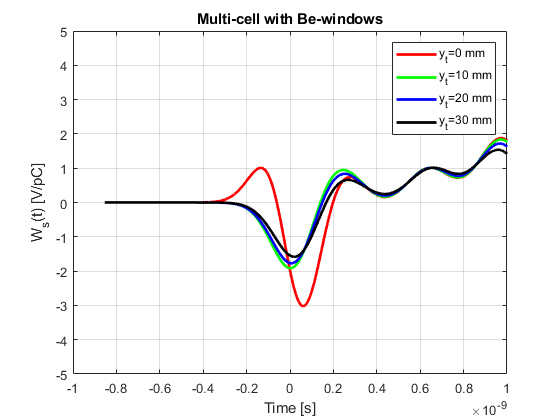 Multi-cell with Be-windows
5
4
3
2
1
0
-1
-2
-3
-4
-5
W_s(t) [V/pC]
y_t=0 mm
y_t=10 mm
y_t=20 mm
y_t=30 mm
-1 -0.8 -0.6 -0.4 -0.2 0 0.2 0.4 0.6 0.8 1
Time [s]
×10^-9